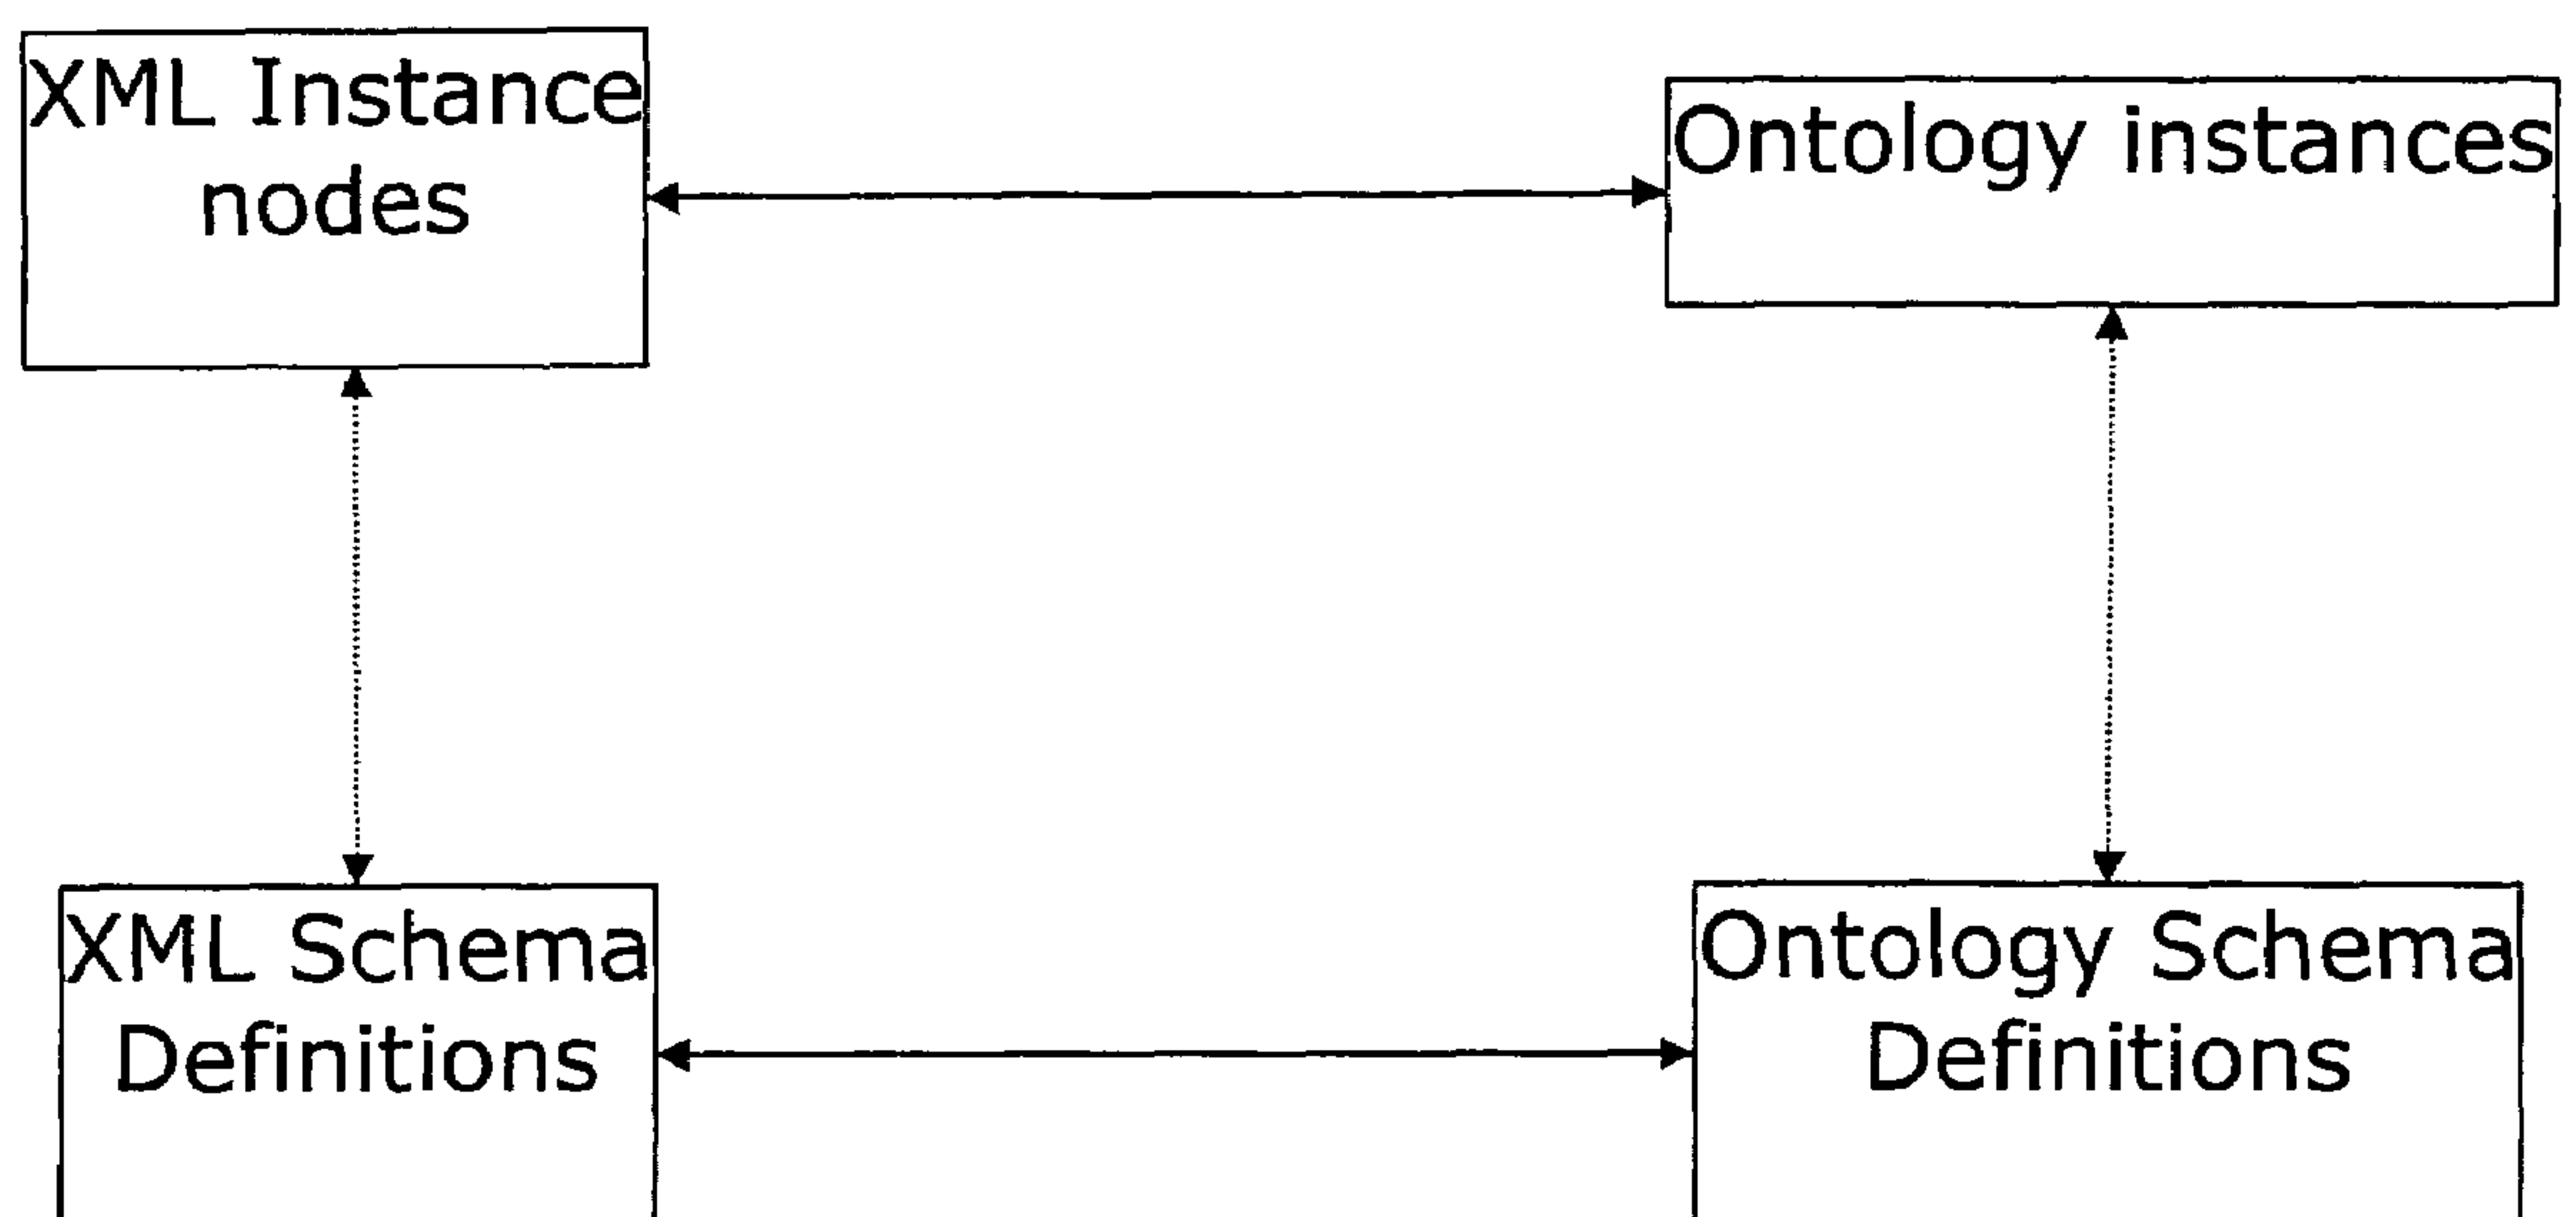 XML Instance
nodes
Ontology instances
XML Schema
Definitions
Ontology Schema
Definitions